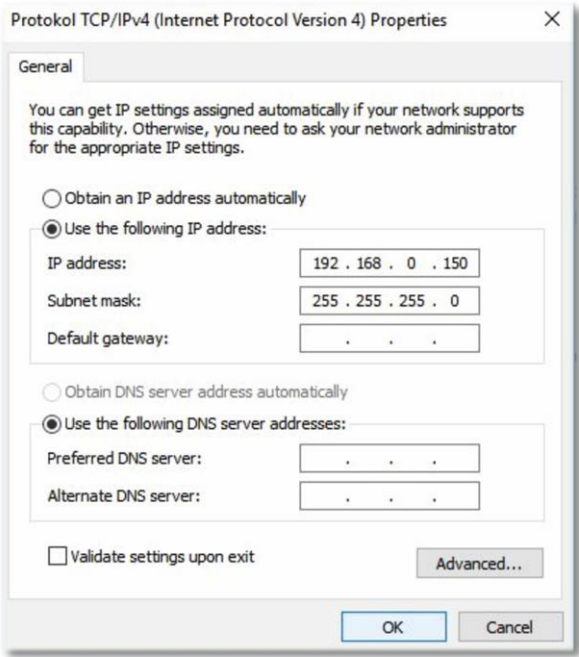 Protokol TCP/IPv4 (Internet Protocol Version 4) Properties
General
You can get IP settings assigned automatically if your network supports
this capability. Otherwise, you need to ask your network administrator
for the appropriate IP settings.
Obtain an IP address automatically
Use the following IP address:
IP address: 192 . 168 . 0 . 150
Subnet mask: 255 . 255 . 255 . 0
Default gateway: . . .
Obtain DNS server address automatically
Use the following DNS server addresses:
Preferred DNS server: . . .
Alternate DNS server: . . .
Validate settings upon exit
Advanced...
OK Cancel